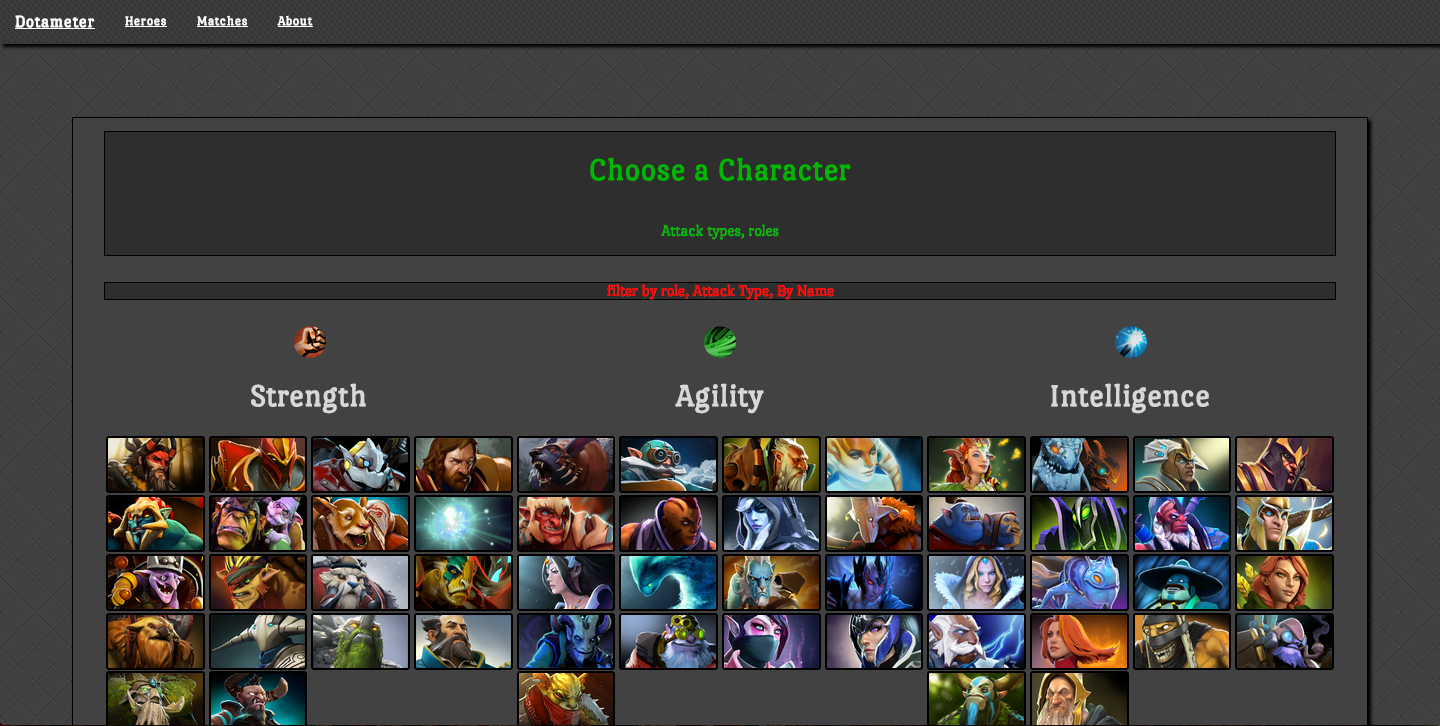 Dotameter Heroes Matches About
Choose a Character
Attack types, roles
filter by role, Attack Type, By Name
Strength Agility Intelligence